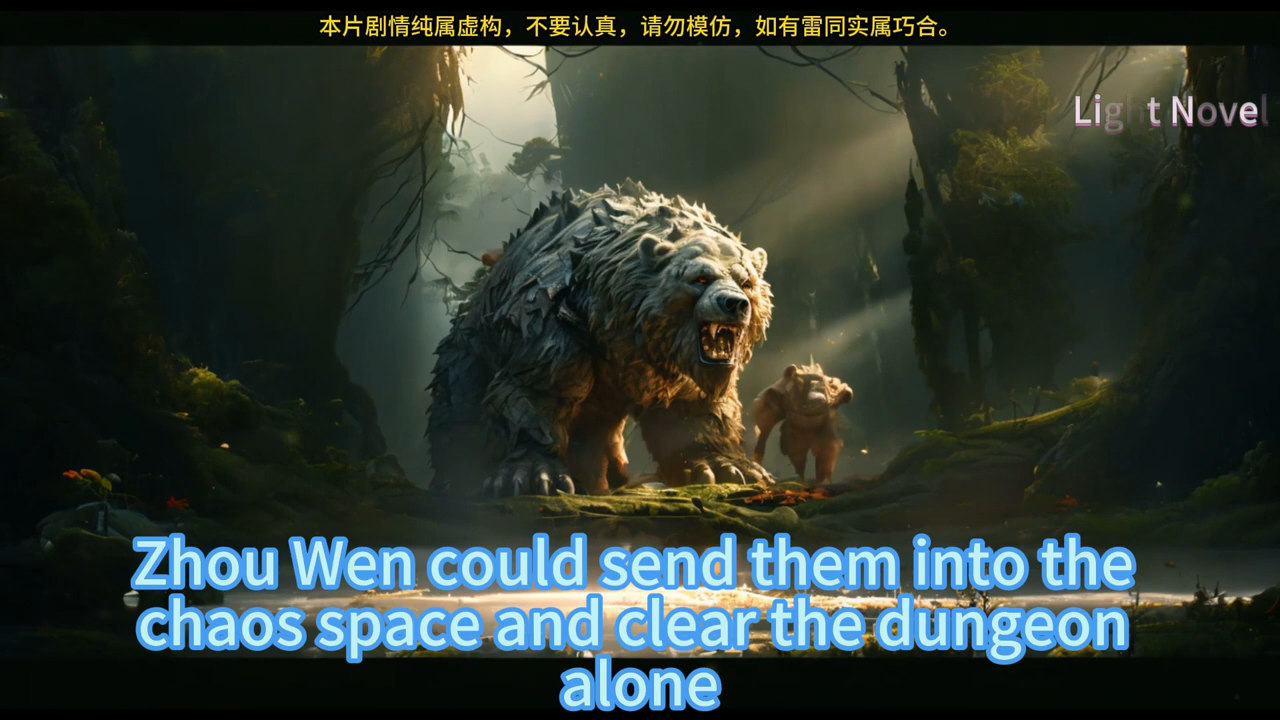 本片剧情纯属虚构，不要认真，请勿模仿，如有雷同实属巧合。
Light Novel
Zhou Wen could send them into the
chaos space and clear the dungeon
alone